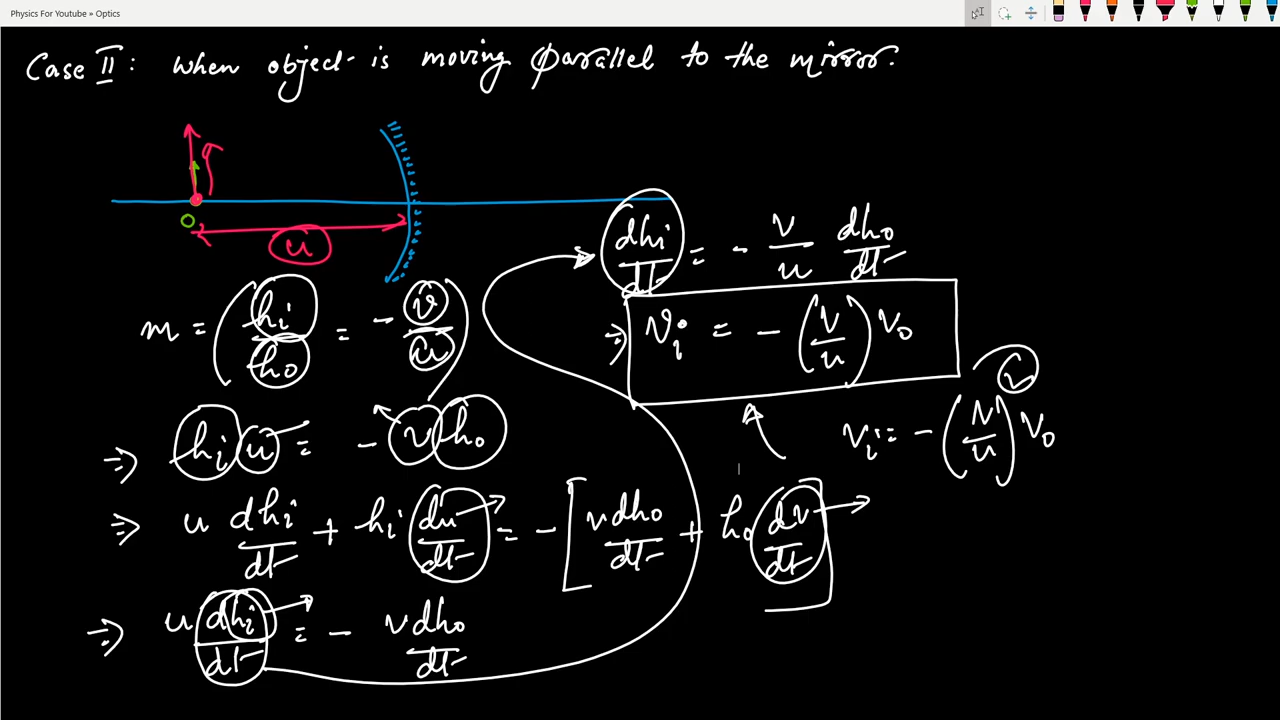 Physics For Youtube » Optics
Case II: When object is moving parallel to the mirror.
O
u
m = (hi/ho = -v/u)
⇒ hi u = -v ho
⇒ u dhi/dt + hi du/dt = -[v dho/dt + ho dv/dt]
⇒ u dhi/dt = -v dho/dt
dhi/dt = -v/u dho/dt
⇒ Vi = -(v/u) Vo
v
Vi = -(v/u) Vo